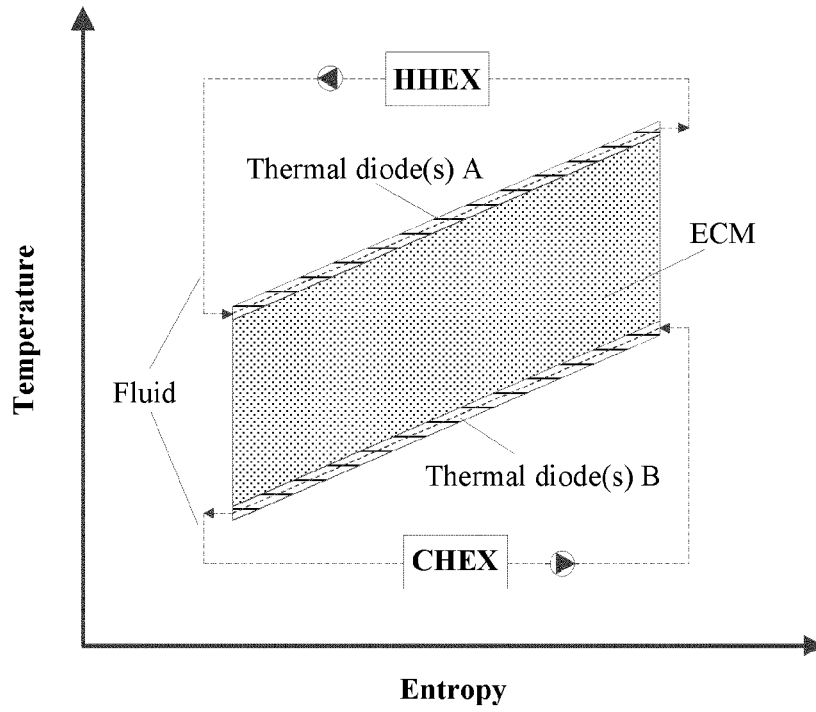 HHEX
Thermal diode(s) A
ECM
Temperature
Fluid
Thermal diode(s) B
CHEX
Entropy